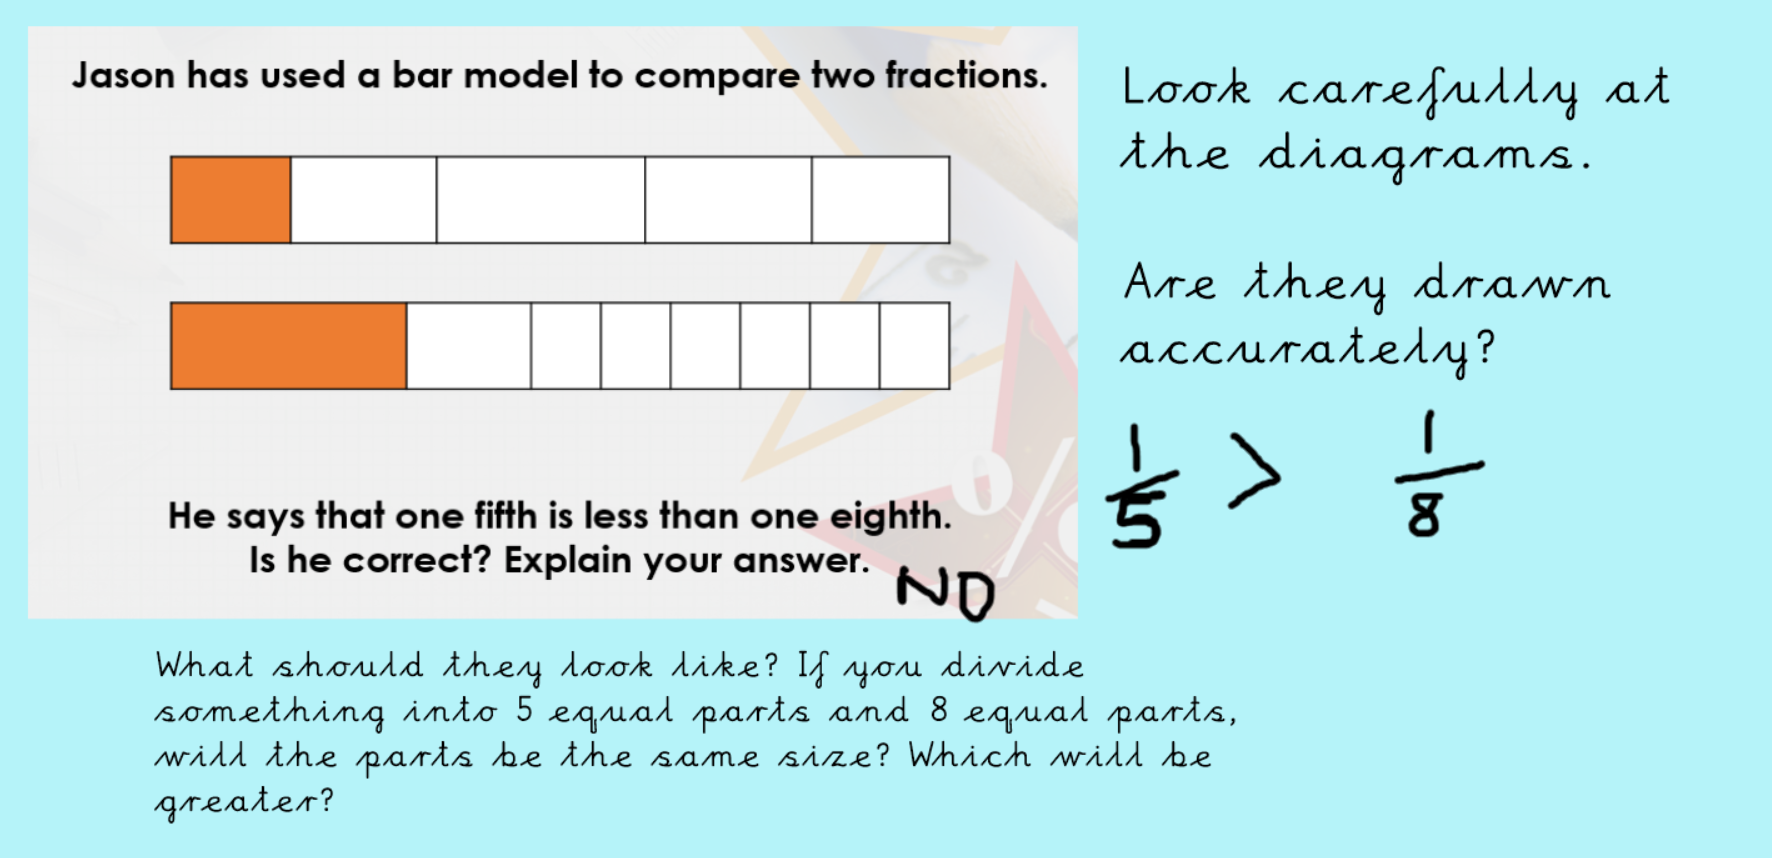 Jason has used a bar model to compare two fractions.
Look carefully at
the diagrams.
Are they drawn
accurately?
1/5 > 1/8
He says that one fifth is less than one eighth.
Is he correct? Explain your answer.
NO
What should they look like? If you divide
something into 5 equal parts and 8 equal parts,
will the parts be the same size? Which will be
greater?